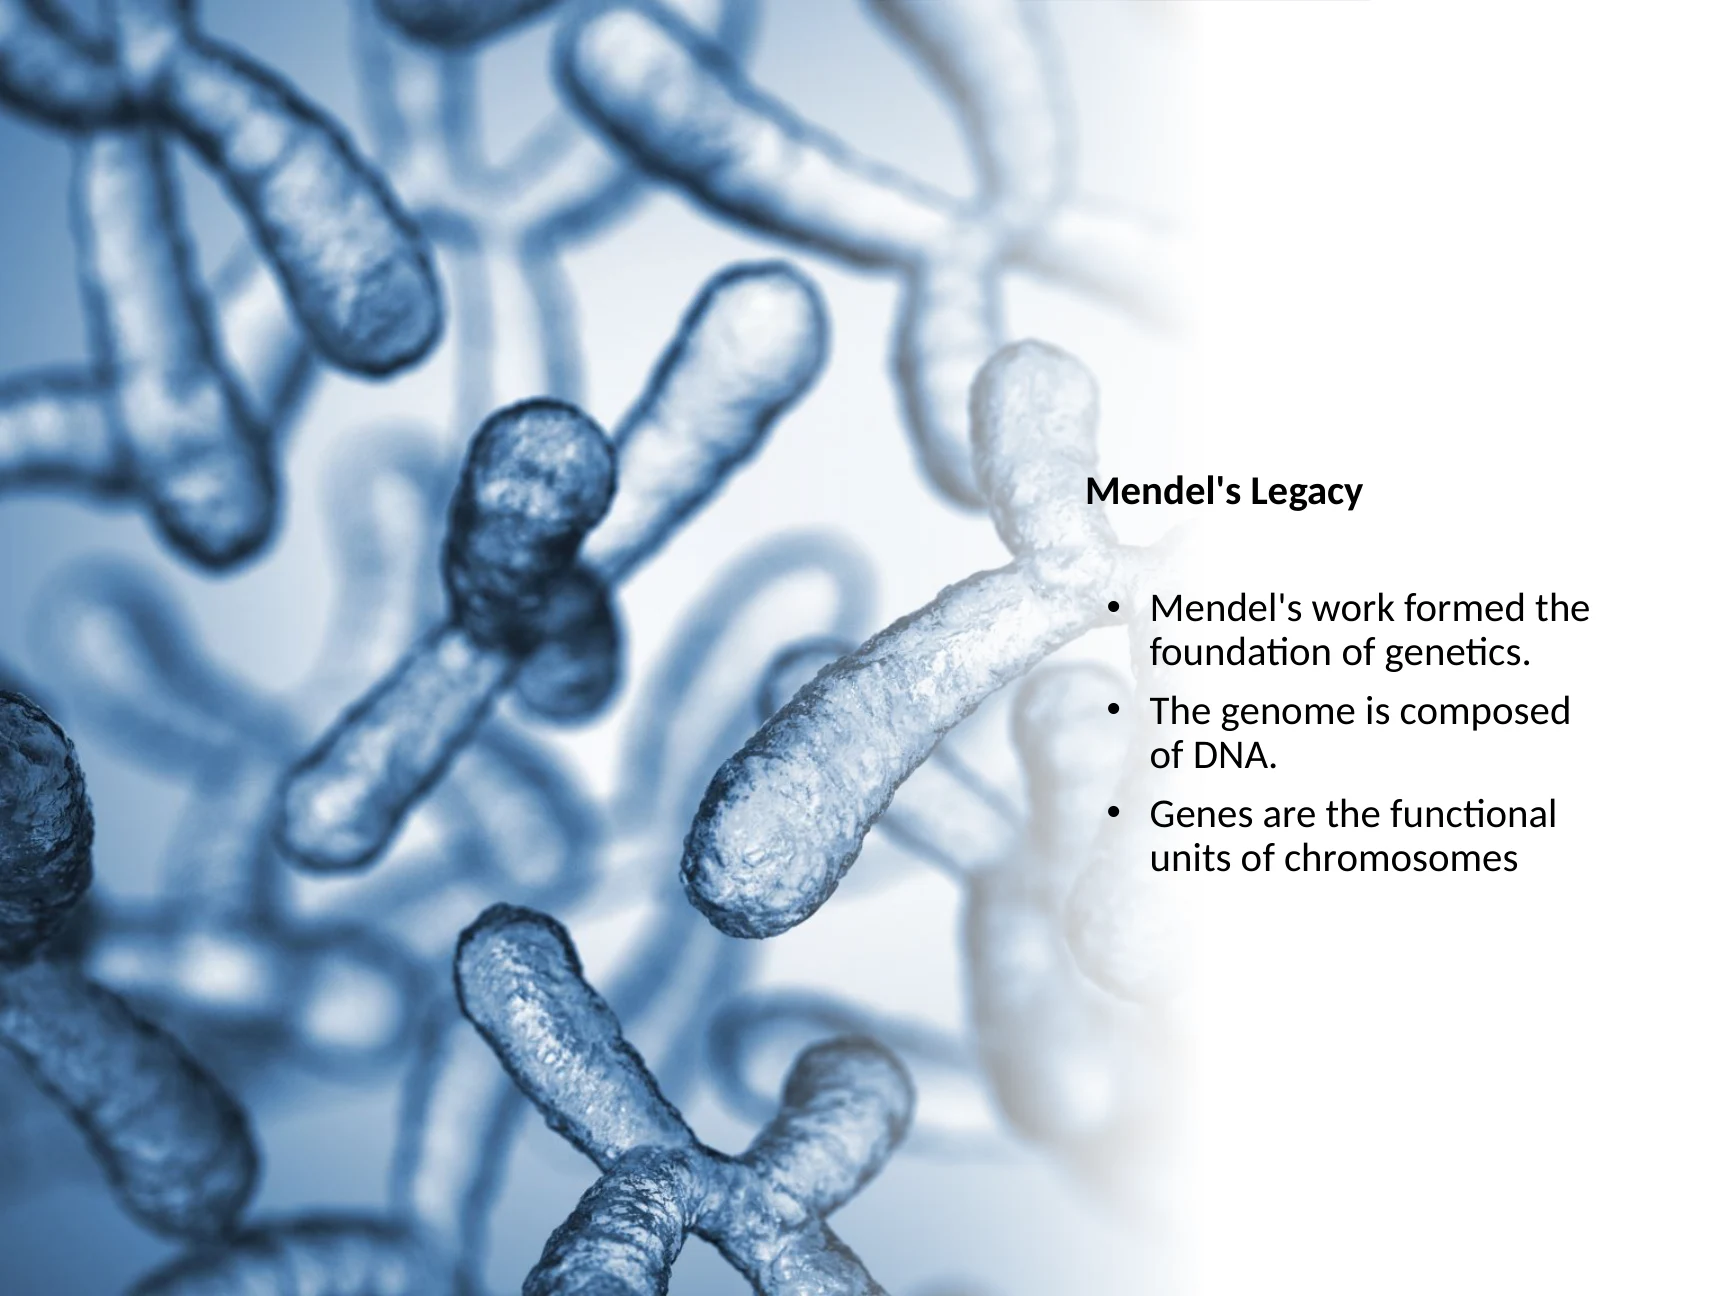 Mendel's Legacy
• Mendel's work formed the
foundation of genetics.
• The genome is composed
of DNA.
• Genes are the functional
units of chromosomes